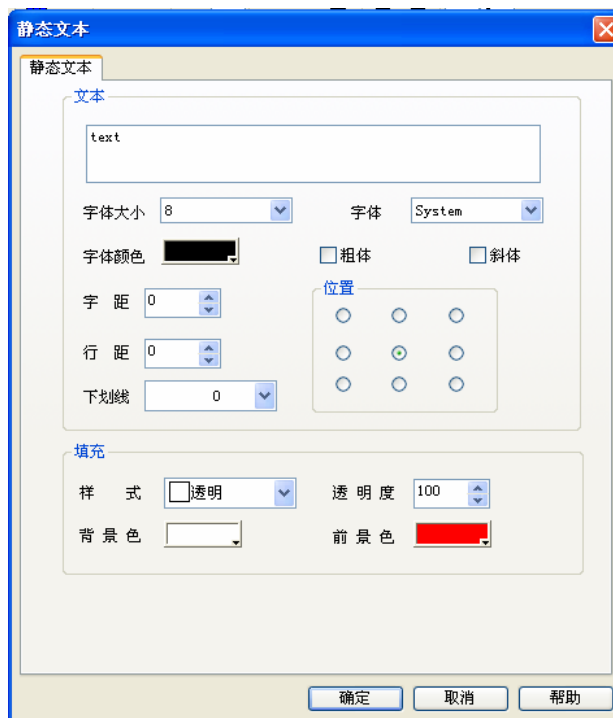 静态文本
静态文本
文本
text
字体大小 8 字体 System
字体颜色 粗体 斜体
字 距 0 位置
行 距 0
下划线 0
填充
样 式 透明 透 明 度 100
背 景 色 前 景 色
确定 取消 帮助